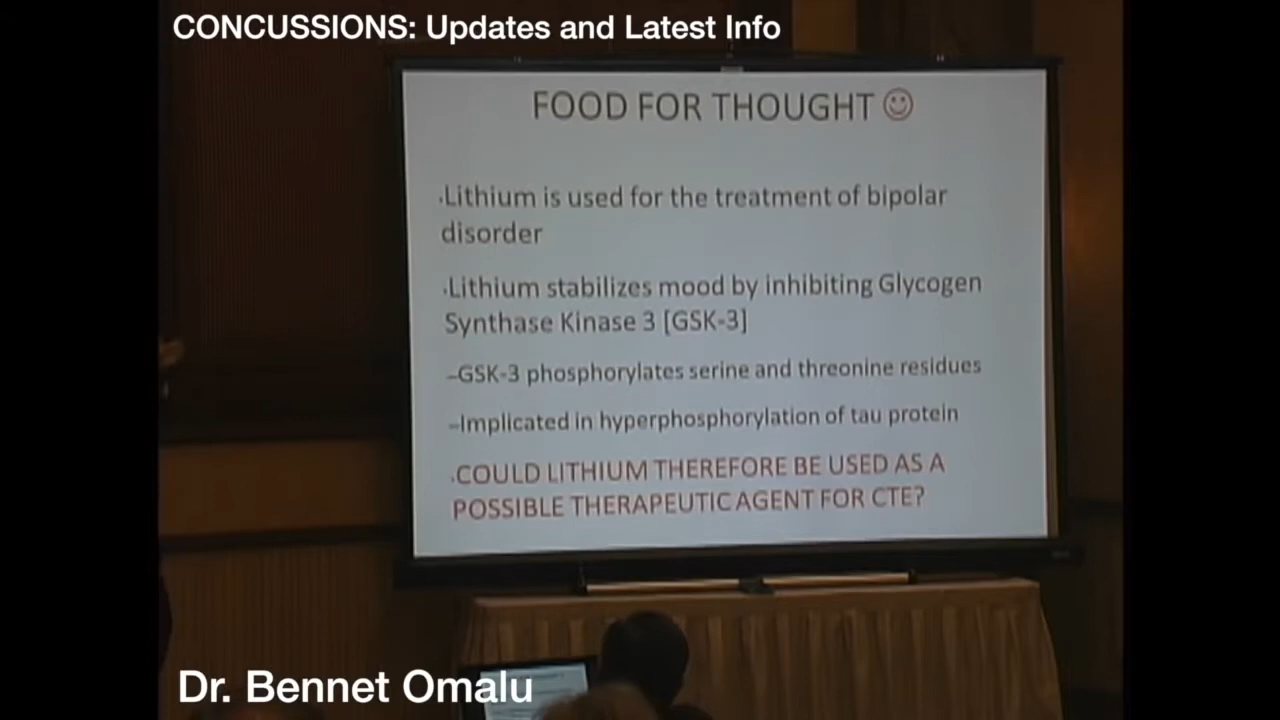 CONCUSSIONS: Updates and Latest Info
FOOD FOR THOUGHT ☺
·Lithium is used for the treatment of bipolar
disorder
·Lithium stabilizes mood by inhibiting Glycogen
Synthase Kinase 3 [GSK-3]
–GSK-3 phosphorylates serine and threonine residues
–Implicated in hyperphosphorylation of tau protein
·COULD LITHIUM THEREFORE BE USED AS A
POSSIBLE THERAPEUTIC AGENT FOR CTE?
Dr. Bennet Omalu